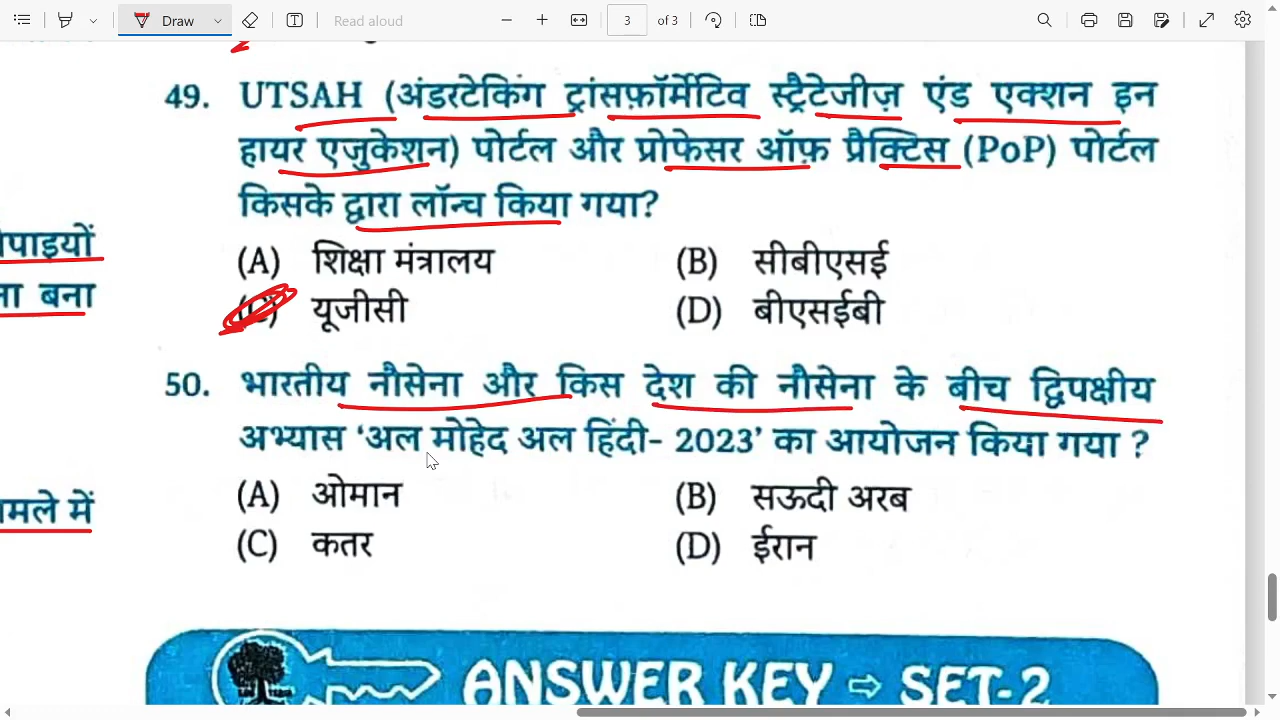 Draw
Read aloud
3
of 3
49. UTSAH (अंडरटेकिंग ट्रांसफ़ॉर्मेटिव स्ट्रैटेजीज़ एंड एक्शन इन
हायर एजुकेशन) पोर्टल और प्रोफेसर ऑफ़ प्रैक्टिस (PoP) पोर्टल
किसके द्वारा लॉन्च किया गया?
(A) शिक्षा मंत्रालय (B) सीबीएसई
(C) यूजीसी (D) बीएसईबी
50. भारतीय नौसेना और किस देश की नौसेना के बीच द्विपक्षीय
अभ्यास ‘अल मोहेद अल हिंदी- 2023’ का आयोजन किया गया ?
(A) ओमान (B) सऊदी अरब
(C) कतर (D) ईरान
ना बना
मामले में
ANSWER KEY ⇨ SET-2